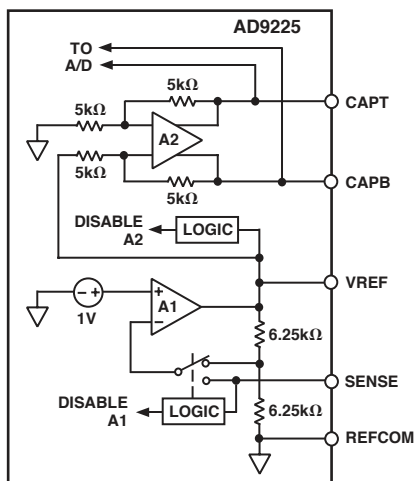 AD9225
TO
A/D
5kΩ
5kΩ
A2
5kΩ
5kΩ
CAPT
CAPB
DISABLE
A2
LOGIC
VREF
- +
1V
+
A1
−
6.25kΩ
DISABLE
A1
LOGIC
SENSE
6.25kΩ
REFCOM